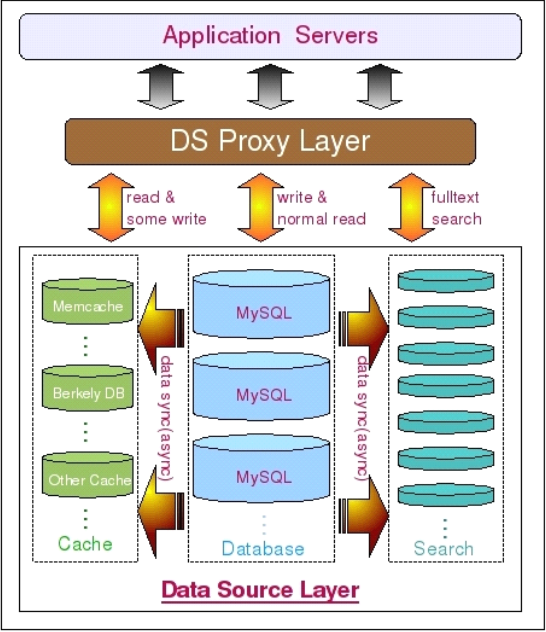 Application Servers
DS Proxy Layer
read &
some write
write &
normal read
fulltext
search
Memcache
Berkely DB
Other Cache
Cache
data sync(async)
MySQL
MySQL
MySQL
Database
data sync(async)
Search
Data Source Layer